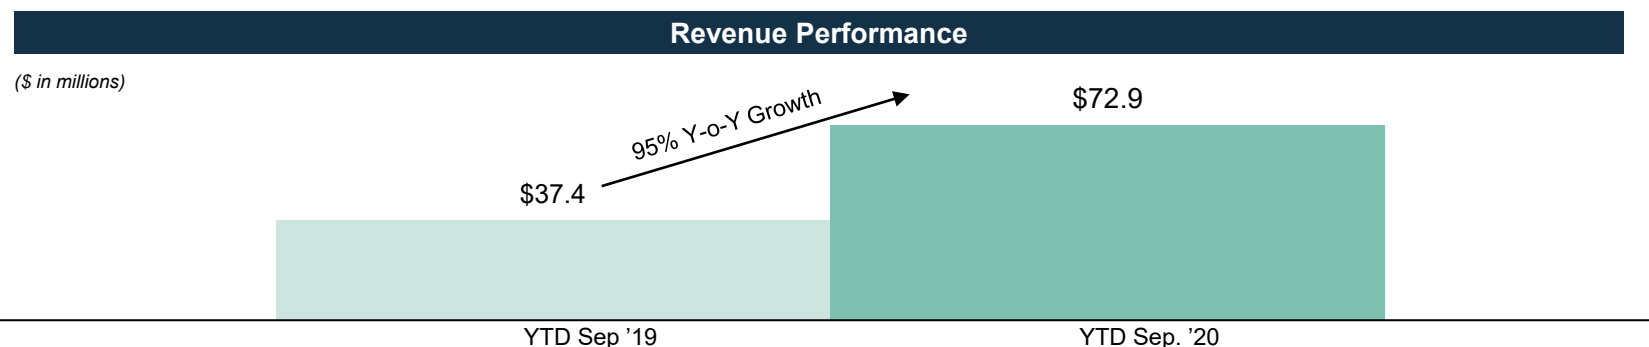 Revenue Performance
($ in millions)
95% Y-o-Y Growth
$72.9
$37.4
YTD Sep ’19
YTD Sep. ’20